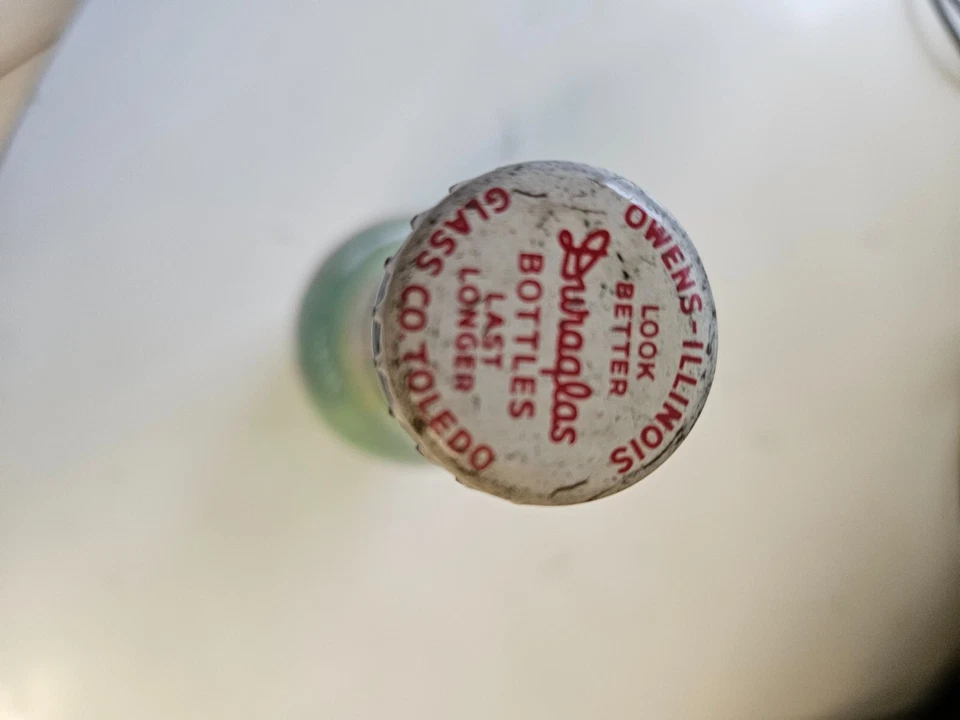 OWENS-ILLINOIS
LOOK
BETTER
Duraglas
BOTTLES
LAST
LONGER
GLASS CO TOLEDO